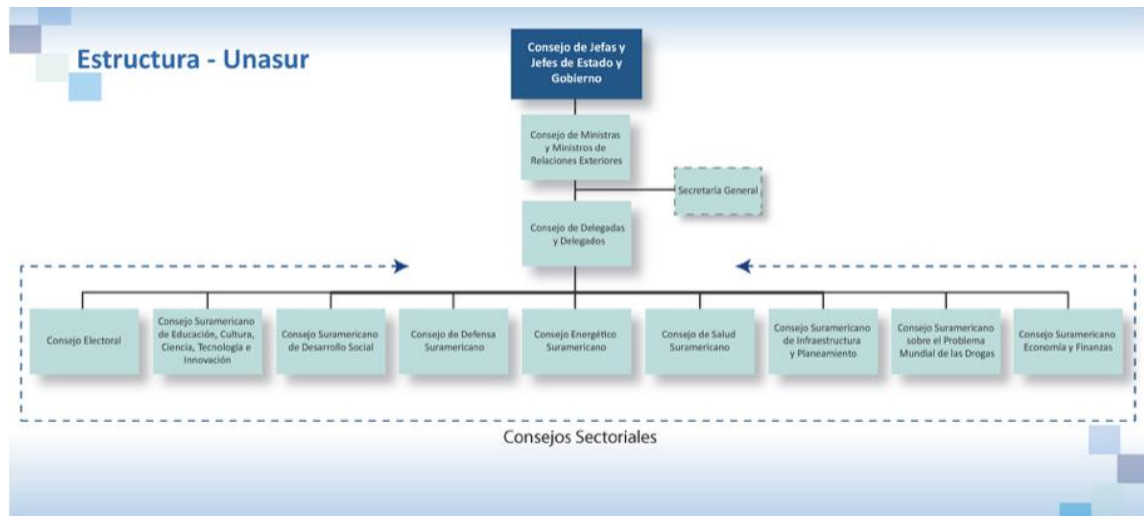 Estructura - Unasur
Consejo de Jefas y
Jefes de Estado y
Gobierno
Consejo de Ministras
y Ministros de
Relaciones Exteriores
Secretaría General
Consejo de Delegadas
y Delegados
Consejo Electoral
Consejo Suramericano
de Educación, Cultura,
Ciencia, Tecnología e
Innovación
Consejo Suramericano
de Desarrollo Social
Consejo de Defensa
Suramericano
Consejo Energético
Suramericano
Consejo de Salud
Suramericano
Consejo Suramericano
de Infraestructura
y Planeamiento
Consejo Suramericano
sobre el Problema
Mundial de las Drogas
Consejo Suramericano
Economía y Finanzas
Consejos Sectoriales